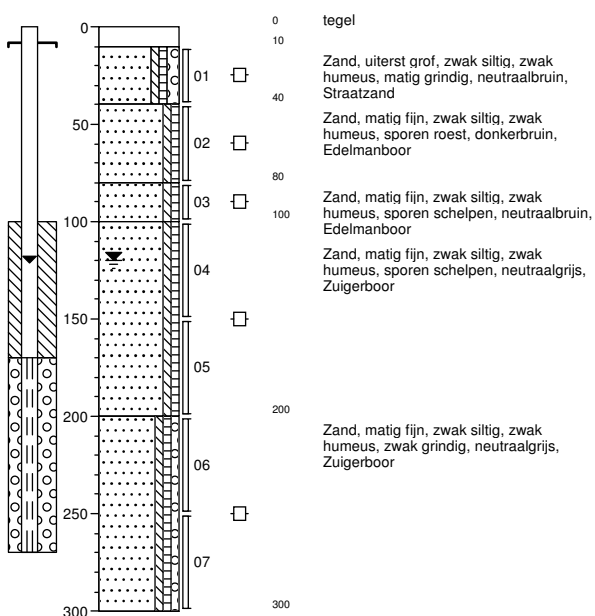 0
50
100
150
200
250
300
01
02
03
04
05
06
07
0
tegel
10
Zand, uiterst grof, zwak siltig, zwak
humeus, matig grindig, neutraalbruin,
Straatzand
40
Zand, matig fijn, zwak siltig, zwak
humeus, sporen roest, donkerbruin,
Edelmanboor
80
Zand, matig fijn, zwak siltig, zwak
humeus, sporen schelpen, neutraalbruin,
Edelmanboor
100
Zand, matig fijn, zwak siltig, zwak
humeus, sporen schelpen, neutraalgrijs,
Zuigerboor
200
Zand, matig fijn, zwak siltig, zwak
humeus, zwak grindig, neutraalgrijs,
Zuigerboor
300